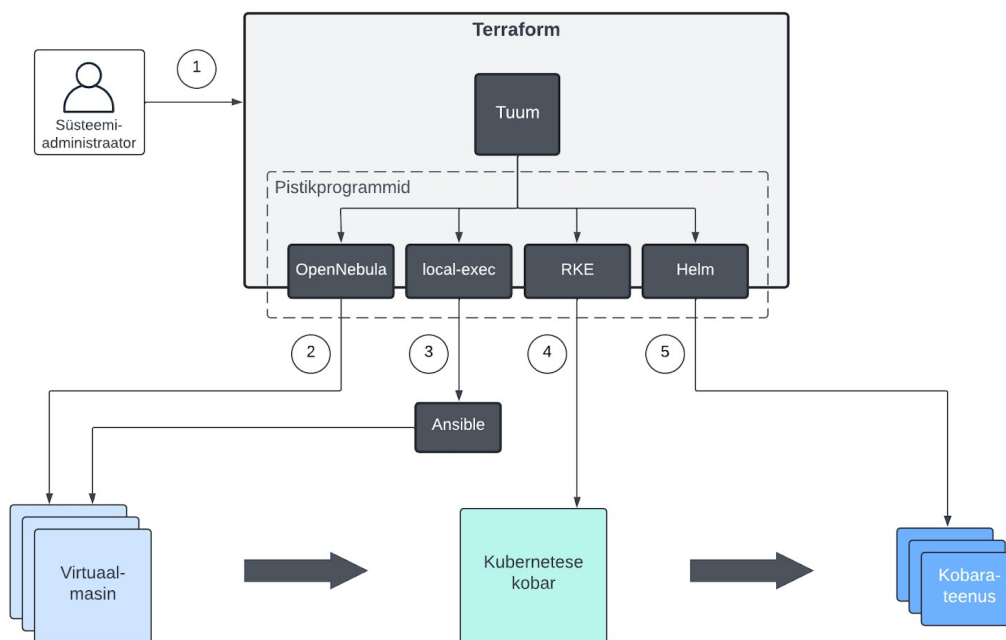 Terraform
1
Süsteemi-
administraator
Tuum
Pistikprogrammid
OpenNebula
local-exec
RKE
Helm
2
3
4
5
Ansible
Virtuaal-
masin
Kubernetese
kobar
Kobara-
teenus